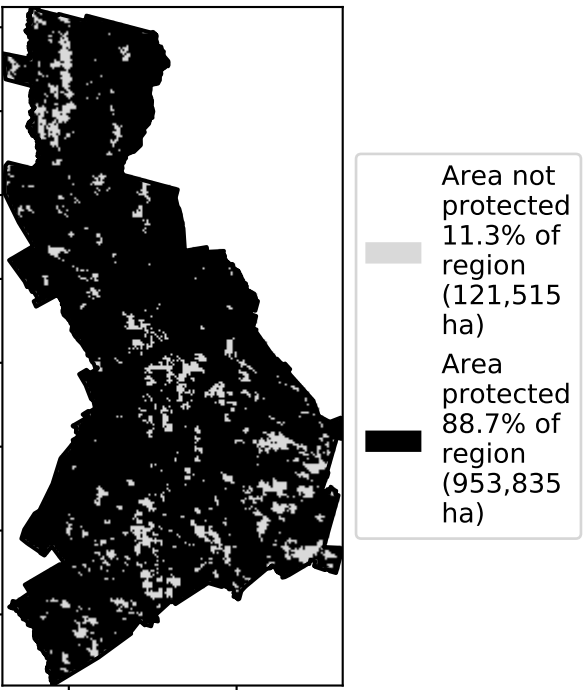 Area not
protected
11.3% of
region
(121,515
ha)
Area
protected
88.7% of
region
(953,835
ha)